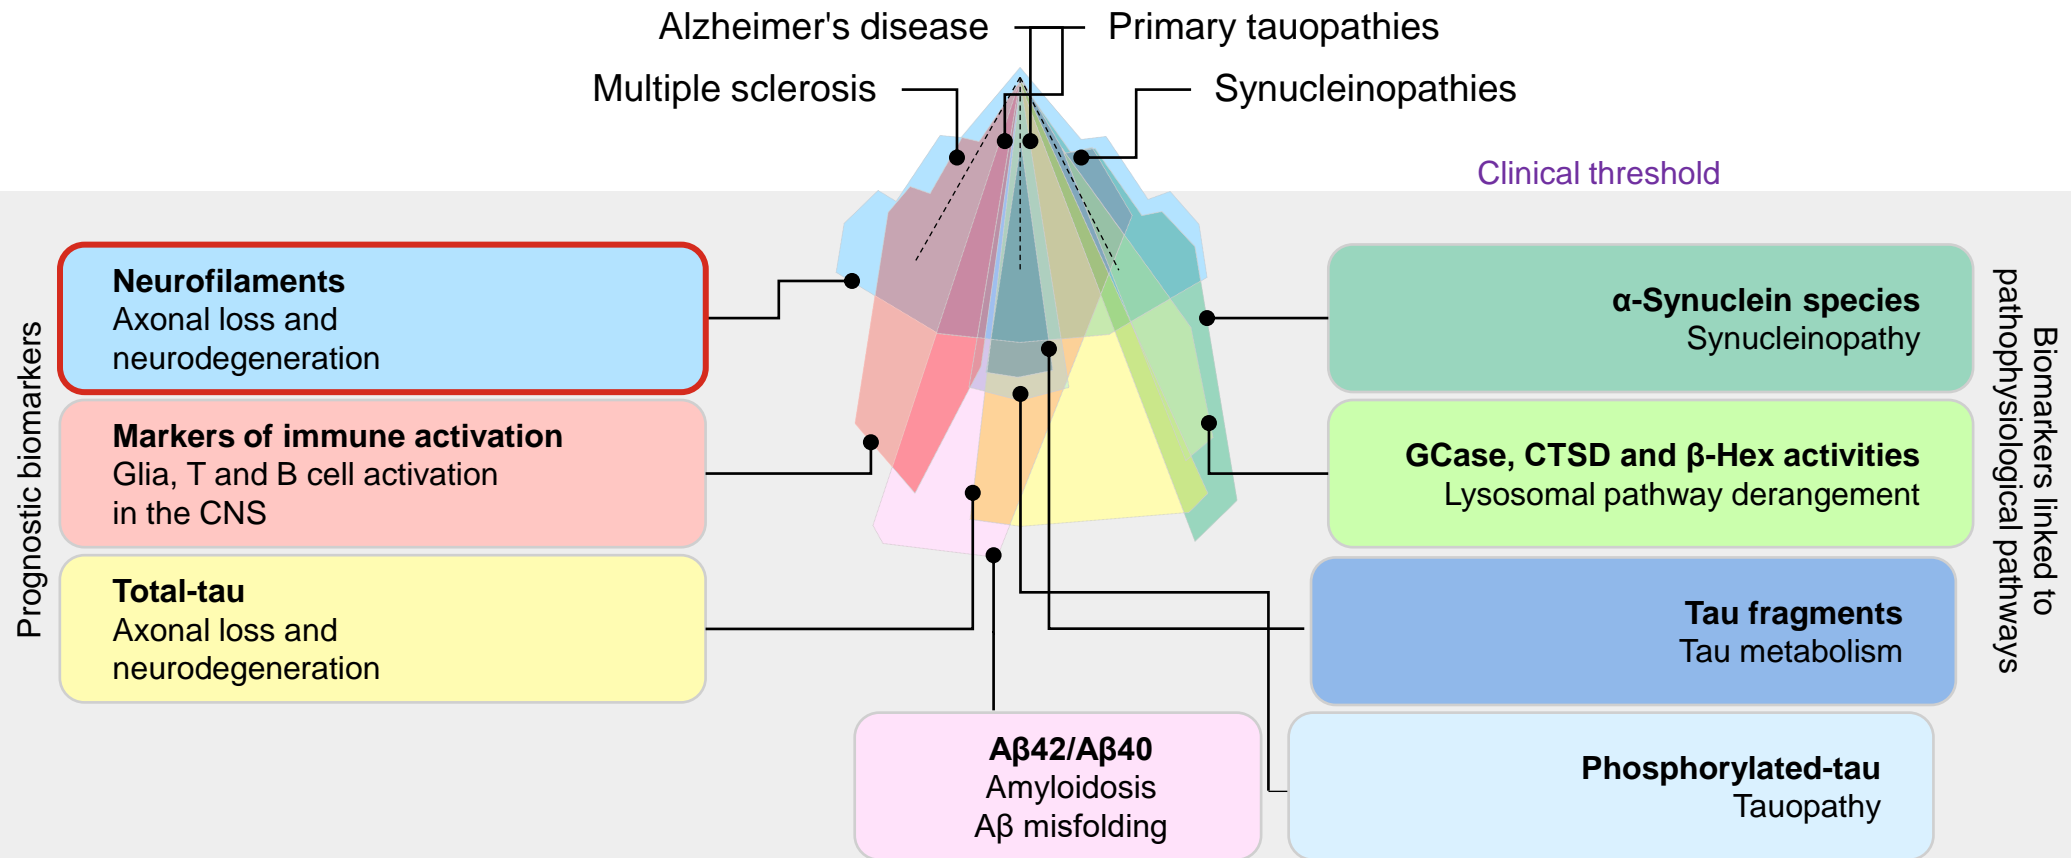 Alzheimer's disease
Primary tauopathies
Multiple sclerosis
Synucleinopathies
Clinical threshold
Prognostic biomarkers
Neurofilaments
Axonal loss and
neurodegeneration
Markers of immune activation
Glia, T and B cell activation
in the CNS
Total-tau
Axonal loss and
neurodegeneration
Aβ42/Aβ40
Amyloidosis
Aβ misfolding
α-Synuclein species
Synucleinopathy
GCase, CTSD and β-Hex activities
Lysosomal pathway derangement
Tau fragments
Tau metabolism
Phosphorylated-tau
Tauopathy
Biomarkers linked to
pathophysiological pathways